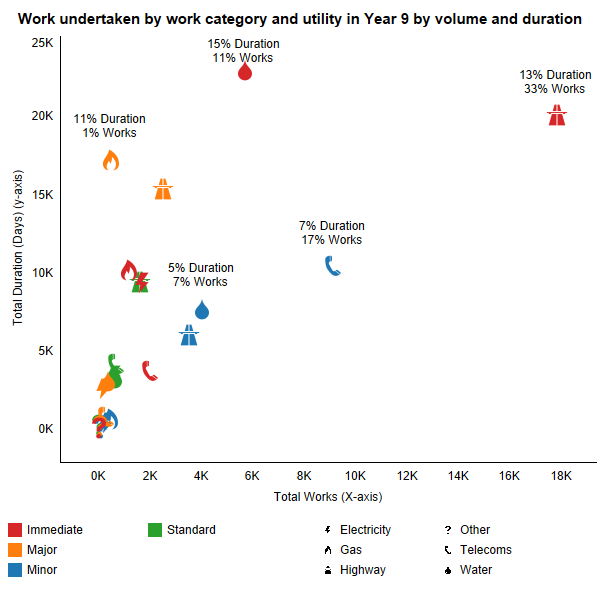 Work undertaken by work category and utility in Year 9 by volume and duration
25K
20K
15K
10K
5K
0K
Total Duration (Days) (y-axis)
15% Duration
11% Works
13% Duration
33% Works
11% Duration
1% Works
7% Duration
17% Works
5% Duration
7% Works
0K 2K 4K 6K 8K 10K 12K 14K 16K 18K
Total Works (X-axis)
Immediate Standard Electricity ? Other
Major Gas Telecoms
Minor Highway Water